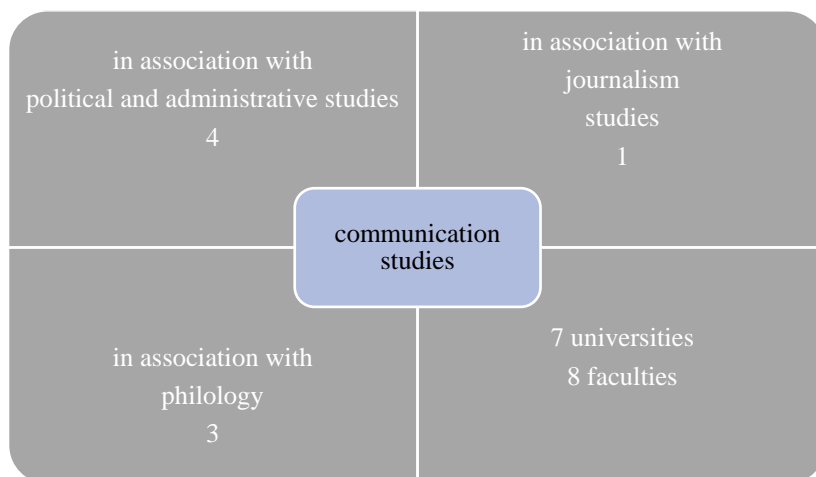 in association with
political and administrative studies
4
in association with
journalism
studies
1
communication
studies
in association with
philology
3
7 universities
8 faculties